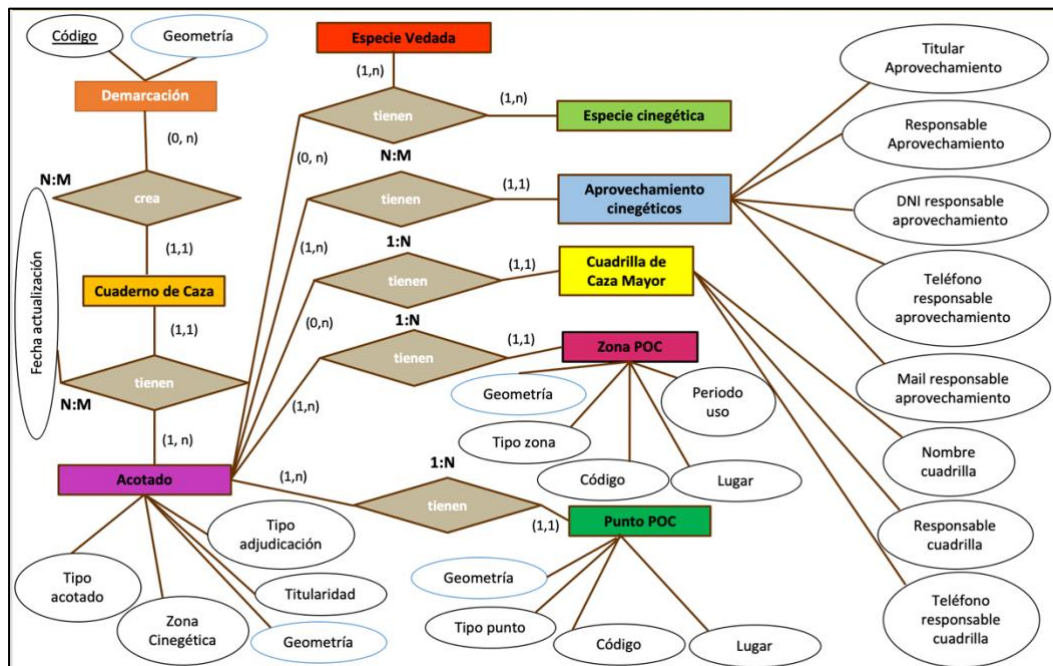 Código
Geometría
Demarcación
(0, n)
N:M
crea
(1,1)
Cuaderno de Caza
(1,1)
Fecha actualización
tienen
N:M
(1, n)
Acotado
Tipo
acotado
Zona
Cinegética
Tipo
adjudicación
Titularidad
Geometría
Especie Vedada
(1,n)
tienen
(1,n)
Especie cinegética
N:M
(0, n)
tienen
(1,1)
Aprovechamiento
cinegéticos
(1,n)
1:N
tienen
(1,1)
Cuadrilla de
Caza Mayor
(0,n)
1:N
tienen
(1,1)
Zona POC
(1,n)
Geometría
Tipo zona
Código
Periodo
uso
Lugar
(1,n)
1:N
tienen
(1,1)
Punto POC
Geometría
Tipo punto
Código
Lugar
Titular
Aprovechamiento
Responsable
Aprovechamiento
DNI responsable
aprovechamiento
Teléfono
responsable
aprovechamiento
Mail responsable
aprovechamiento
Nombre
cuadrilla
Responsable
cuadrilla
Teléfono
responsable
cuadrilla